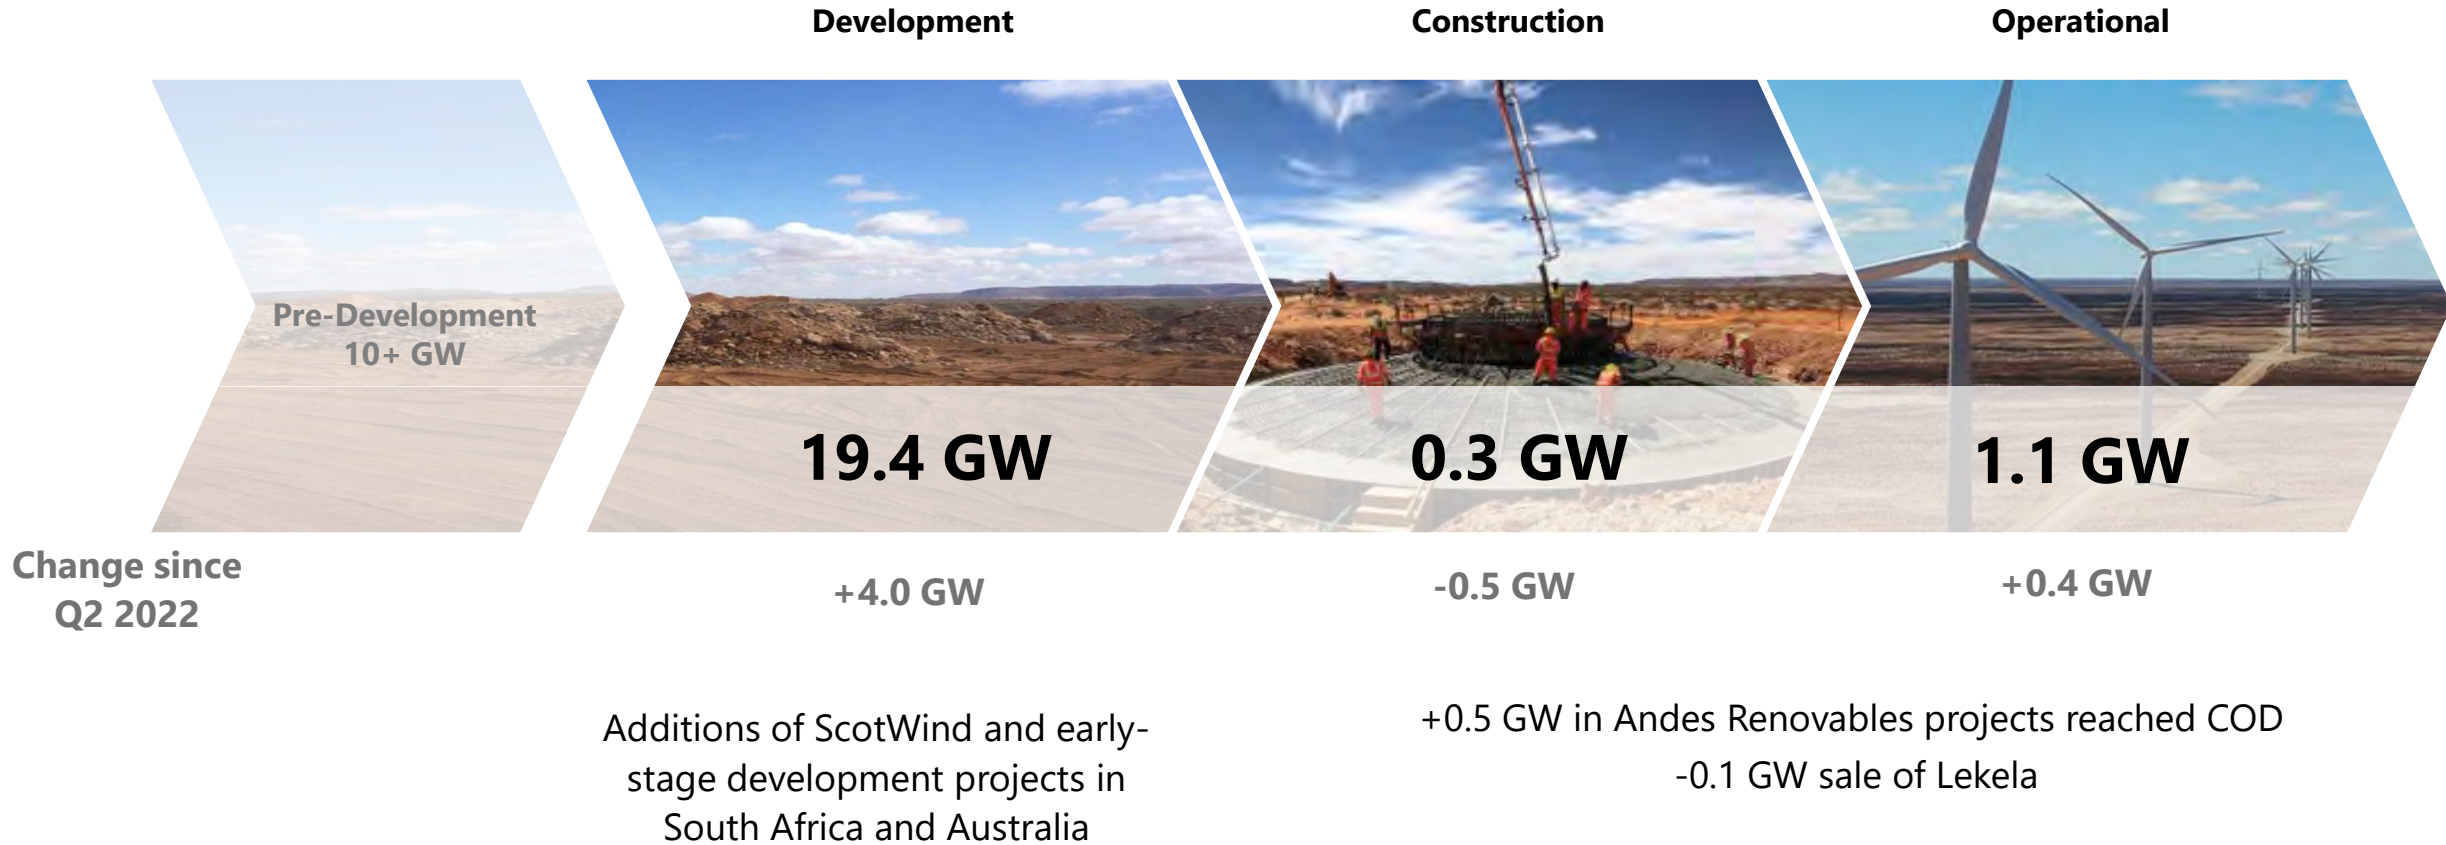 Development
Construction
Operational
Pre-Development
10+ GW
19.4 GW
0.3 GW
1.1 GW
Change since
Q2 2022
+4.0 GW
-0.5 GW
+0.4 GW
Additions of ScotWind and early-
stage development projects in
South Africa and Australia
+0.5 GW in Andes Renovables projects reached COD
-0.1 GW sale of Lekela